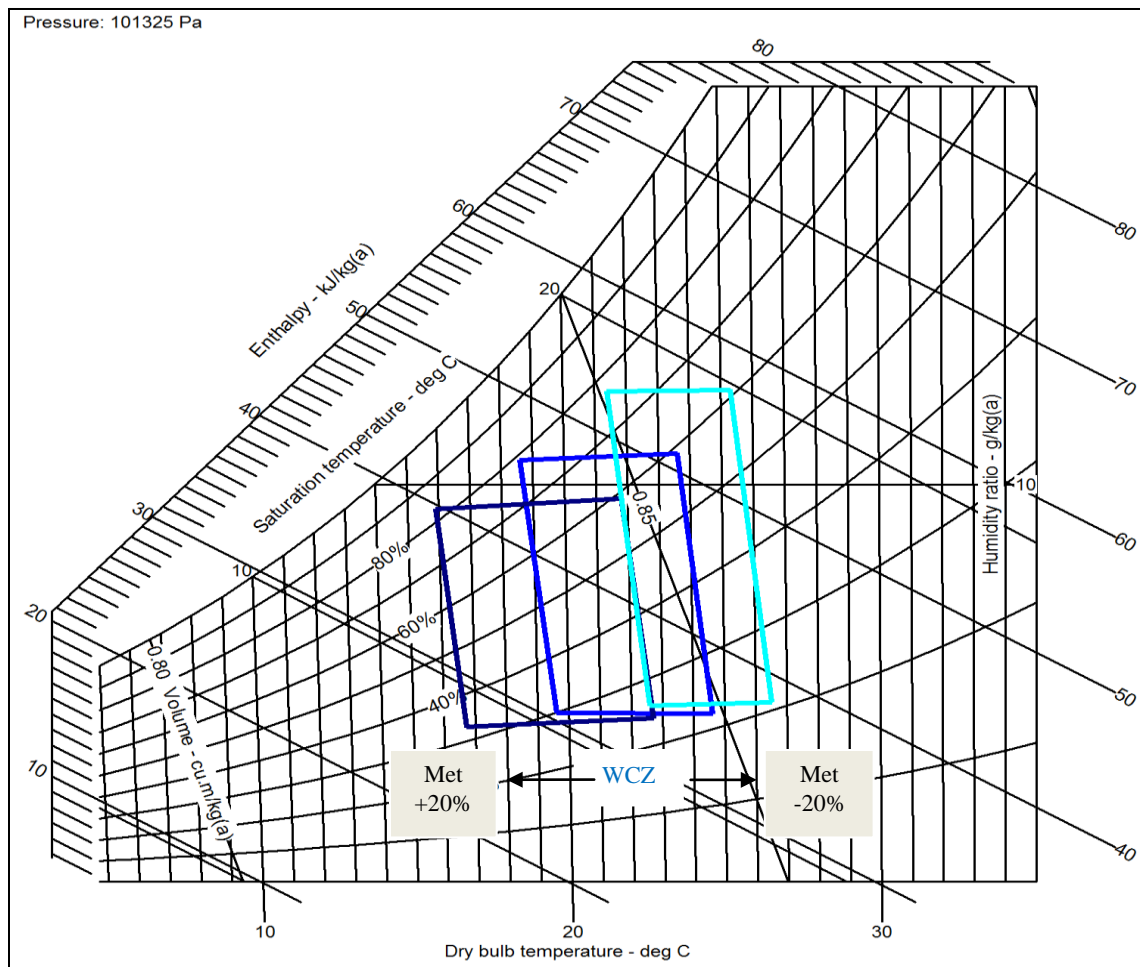 Pressure: 101325 Pa
80
70
60
50
40
30
20
10
Enthalpy - kJ/kg(a)
Saturation temperature - deg C
20
10
80%
60%
40%
0.80 Volume - cu.m/kg(a)
0.85
Humidity ratio - g/kg(a)
10
80
70
60
50
40
Met
+20%
WCZ
Met
-20%
10
20
30
Dry bulb temperature - deg C